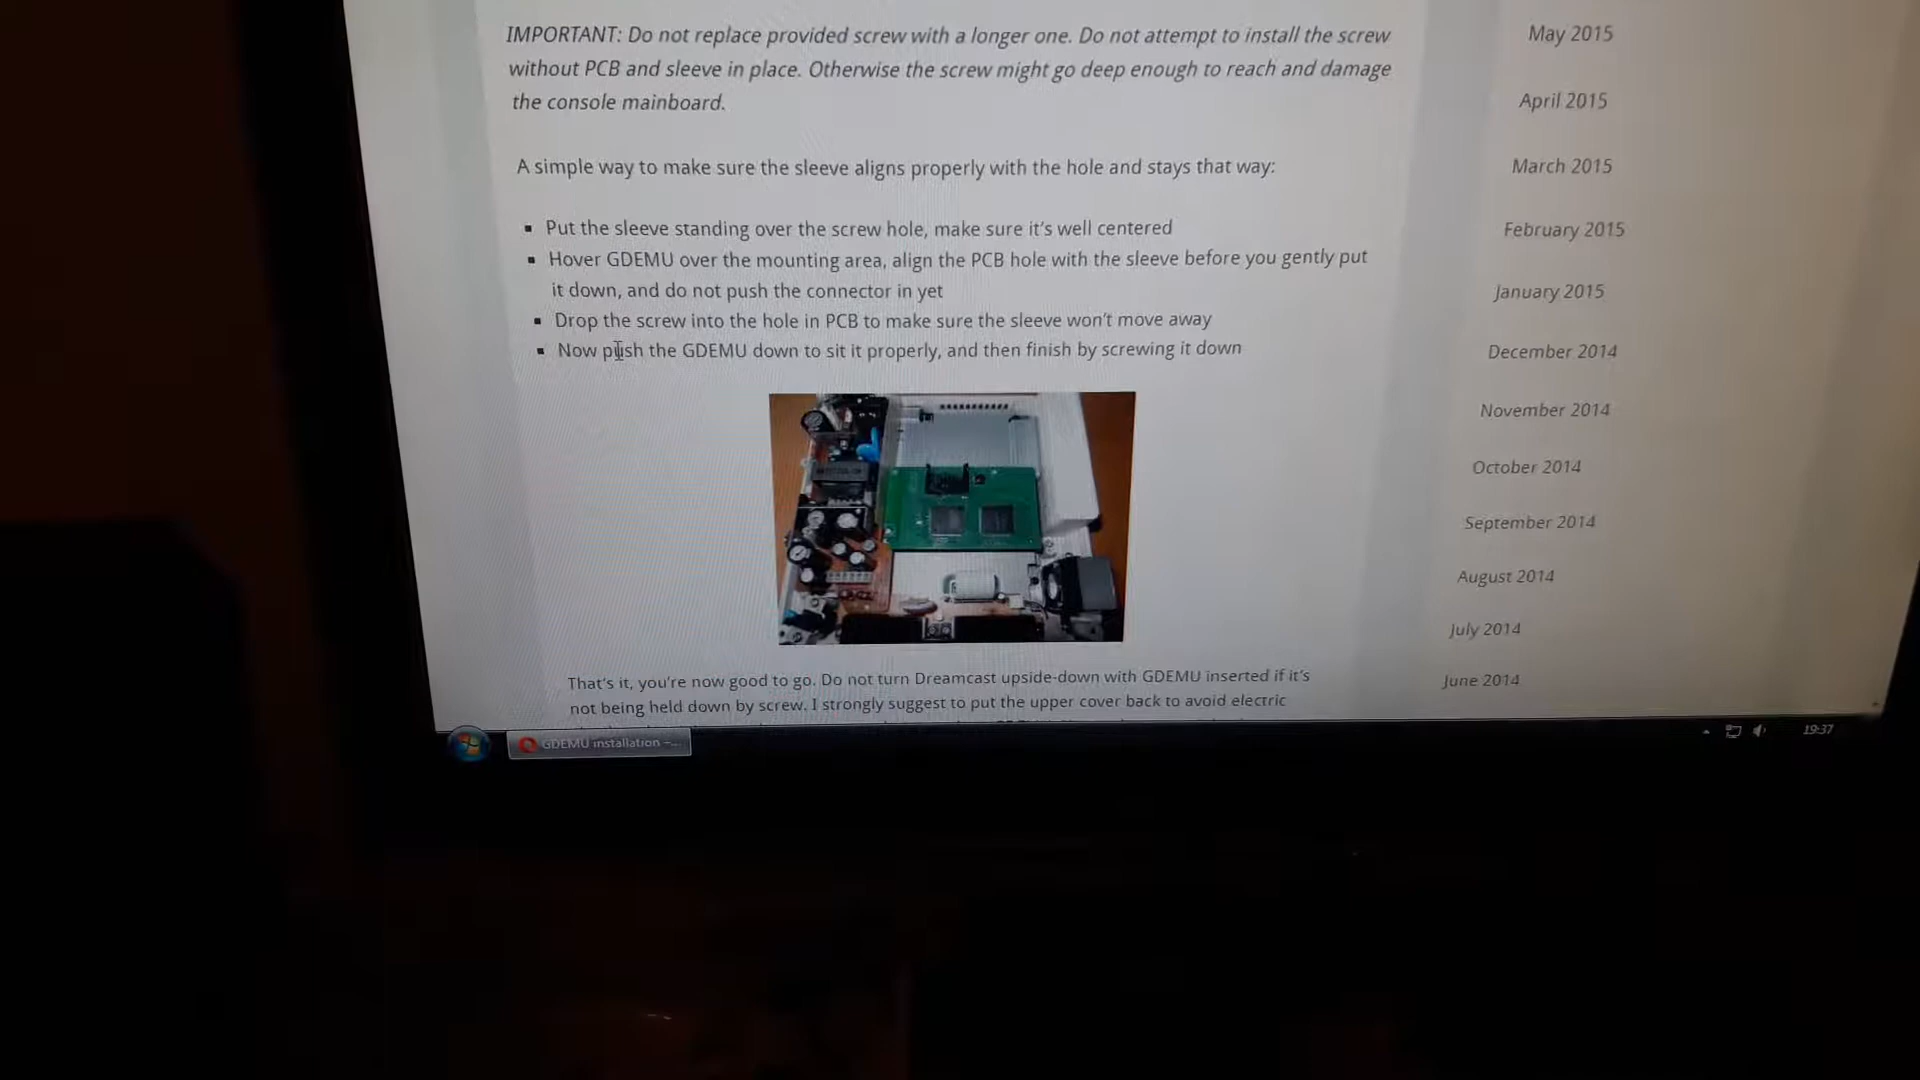 IMPORTANT: Do not replace provided screw with a longer one. Do not attempt to install the screw
without PCB and sleeve in place. Otherwise the screw might go deep enough to reach and damage
the console mainboard.
A simple way to make sure the sleeve aligns properly with the hole and stays that way:
Put the sleeve standing over the screw hole, make sure it's well centered
Hover GDEMU over the mounting area, align the PCB hole with the sleeve before you gently put
it down, and do not push the connector in yet
Drop the screw into the hole in PCB to make sure the sleeve won't move away
Now push the GDEMU down to sit it properly, and then finish by screwing it down
That's it, you're now good to go. Do not turn Dreamcast upside-down with GDEMU inserted if it's
not being held down by screw. I strongly suggest to put the upper cover back to avoid electric
May 2015
April 2015
March 2015
February 2015
January 2015
December 2014
November 2014
October 2014
September 2014
August 2014
July 2014
June 2014
GDEMU installation –...
19:37